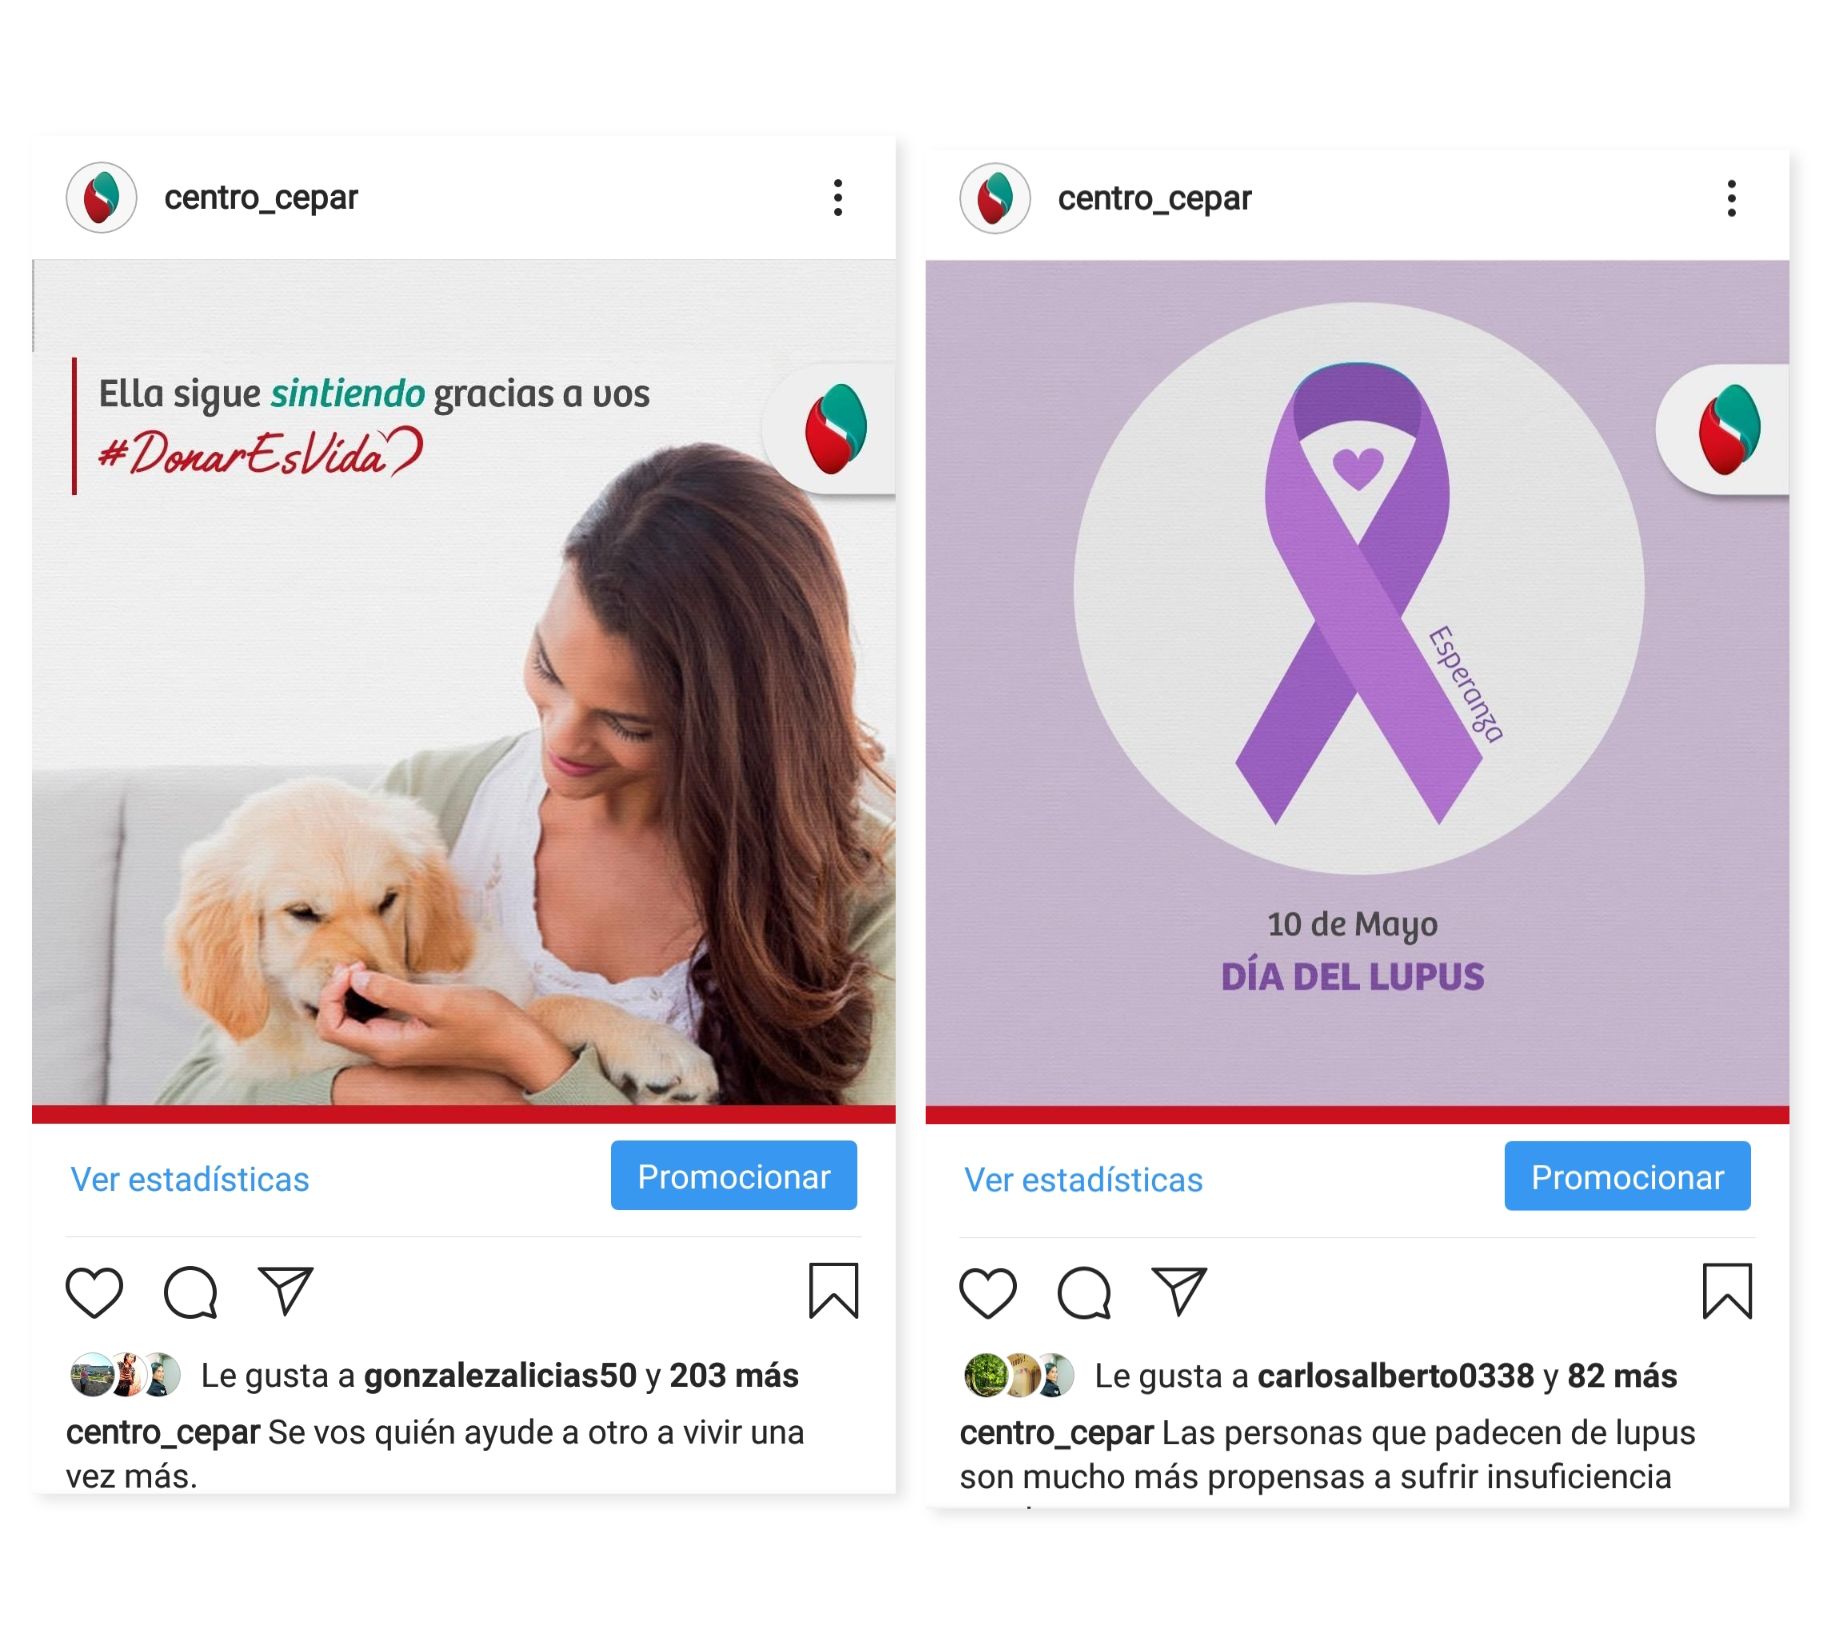 centro_cepar
Ella sigue sintiendo gracias a vos
#DonarEsVida
Ver estadísticas
Promocionar
Le gusta a gonzalezalicias50 y 203 más
centro_cepar Se vos quién ayude a otro a vivir una
vez más.
centro_cepar
Esperanza
10 de Mayo
DÍA DEL LUPUS
Ver estadísticas
Promocionar
Le gusta a carlosalberto0338 y 82 más
centro_cepar Las personas que padecen de lupus
son mucho más propensas a sufrir insuficiencia